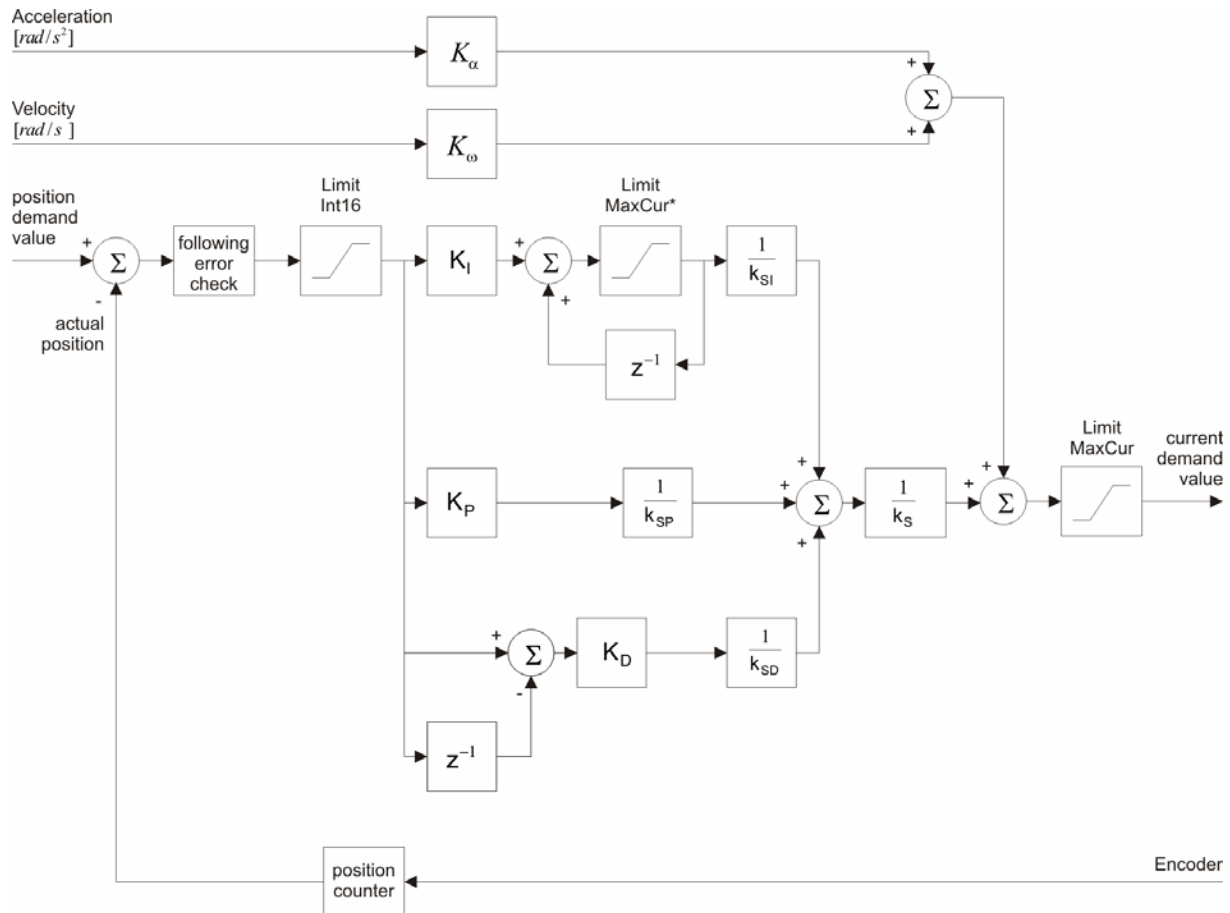 Acceleration
[rad/s²]
Kα
+
Σ
+
Velocity
[rad/s ]
Kω
position
demand
value
+
Σ
-
actual
position
following
error
check
Limit
Int16
KI
+
Σ
+
Limit
MaxCur*
z⁻¹
1
kSI
KP
1
kSP
+
+
Σ
+
1
kS
+
+
Σ
Limit
MaxCur
current
demand
value
+
Σ
-
KD
1
kSD
z⁻¹
position
counter
Encoder